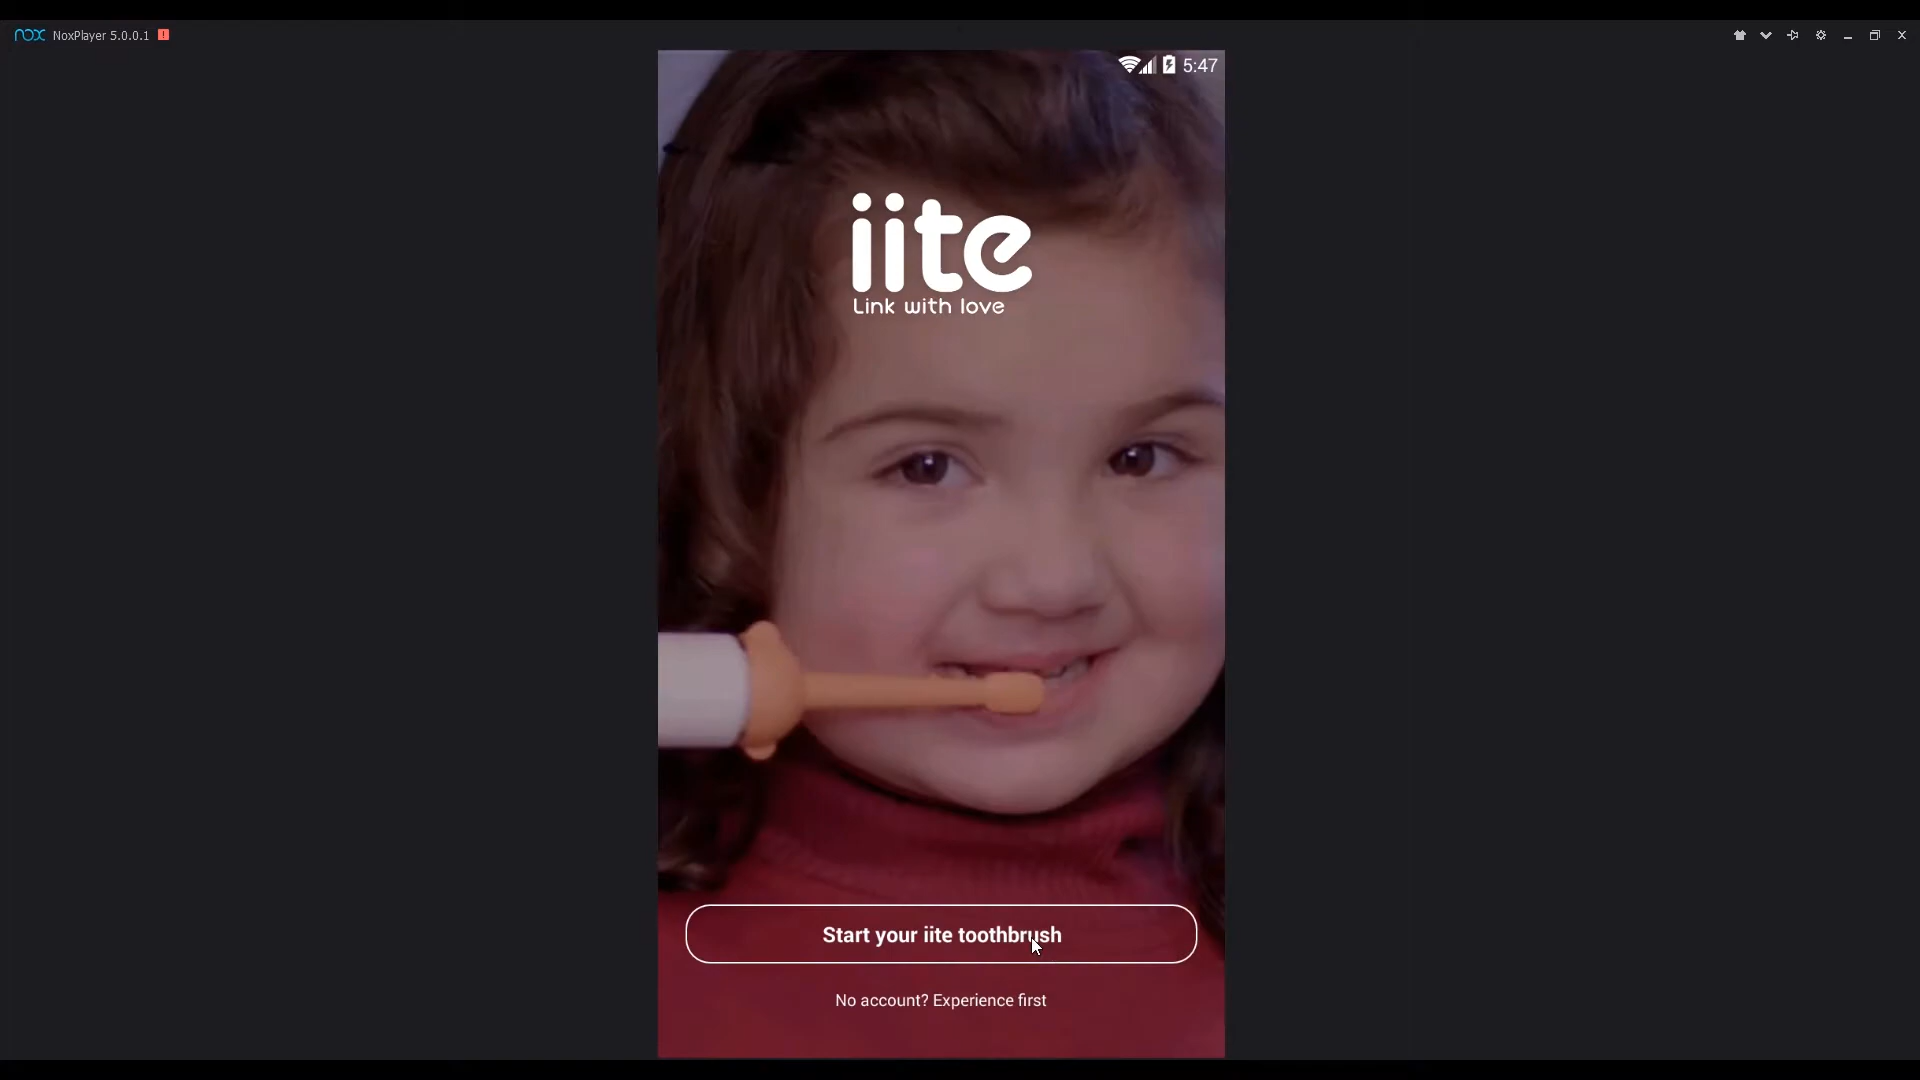 nox NoxPlayer 5.0.0.1
5:47
iite
Link with love
Start your iite toothbrush
No account? Experience first